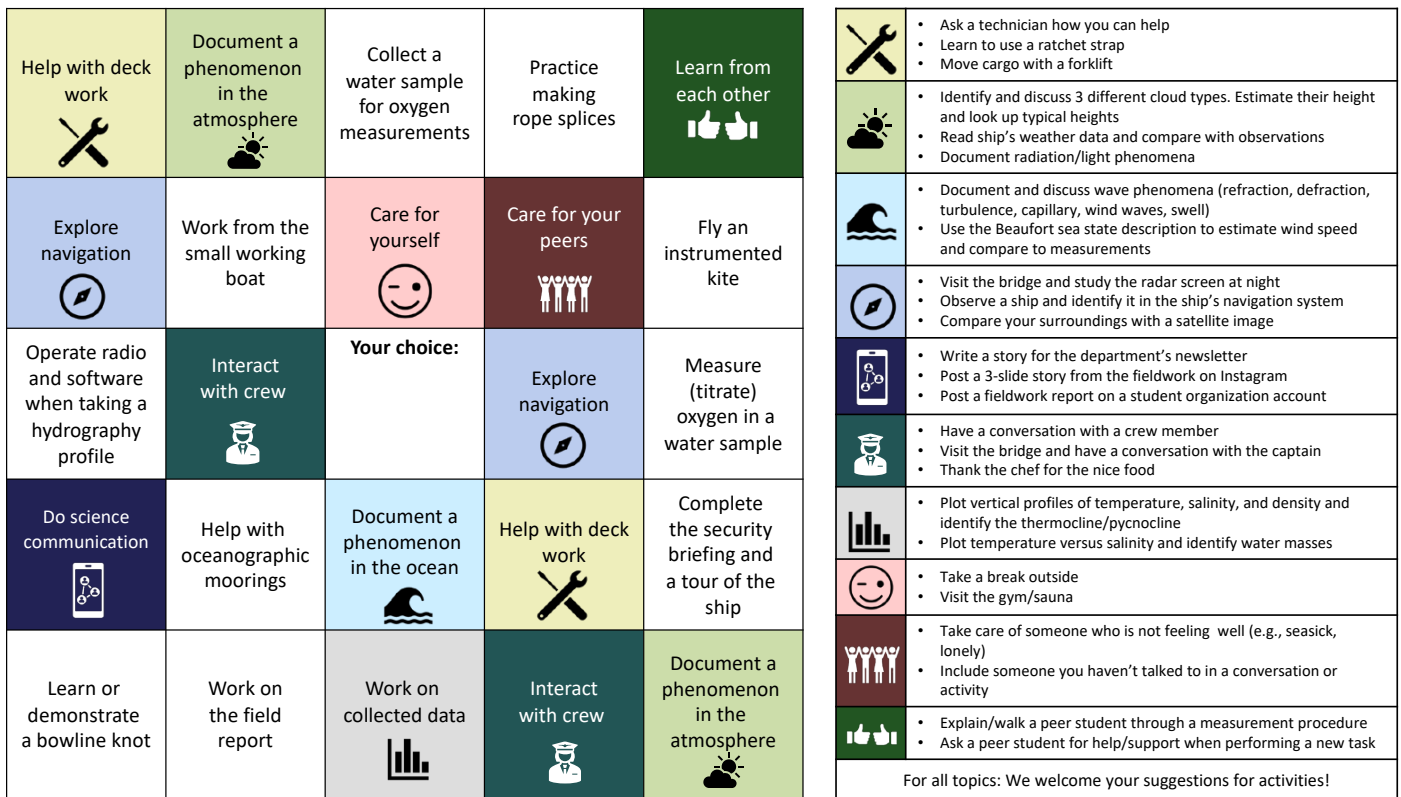 Help with deck
work
Document a
phenomenon
in the
atmosphere
Collect a
water sample
for oxygen
measurements
Practice
making
rope splices
Learn from
each other
Explore
navigation
Work from the
small working
boat
Care for
yourself
Care for your
peers
Fly an
instrumented
kite
Operate radio
and software
when taking a
hydrography
profile
Interact
with crew
Your choice:
Explore
navigation
Measure
(titrate)
oxygen in a
water sample
Do science
communication
Help with
oceanographic
moorings
Document a
phenomenon
in the ocean
Help with deck
work
Complete
the security
briefing and
a tour of the
ship
Learn or
demonstrate
a bowline knot
Work on
the field
report
Work on
collected data
Interact
with crew
Document a
phenomenon
in the
atmosphere
• Ask a technician how you can help
• Learn to use a ratchet strap
• Move cargo with a forklift
• Identify and discuss 3 different cloud types. Estimate their height
and look up typical heights
• Read ship's weather data and compare with observations
• Document radiation/light phenomena
• Document and discuss wave phenomena (refraction, defraction,
turbulence, capillary, wind waves, swell)
• Use the Beaufort sea state description to estimate wind speed
and compare to measurements
• Visit the bridge and study the radar screen at night
• Observe a ship and identify it in the ship's navigation system
• Compare your surroundings with a satellite image
• Write a story for the department's newsletter
• Post a 3-slide story from the fieldwork on Instagram
• Post a fieldwork report on a student organization account
• Have a conversation with a crew member
• Visit the bridge and have a conversation with the captain
• Thank the chef for the nice food
• Plot vertical profiles of temperature, salinity, and density and
identify the thermocline/pycnocline
• Plot temperature versus salinity and identify water masses
• Take a break outside
• Visit the gym/sauna
• Take care of someone who is not feeling well (e.g., seasick,
lonely)
• Include someone you haven't talked to in a conversation or
activity
• Explain/walk a peer student through a measurement procedure
• Ask a peer student for help/support when performing a new task
For all topics: We welcome your suggestions for activities!